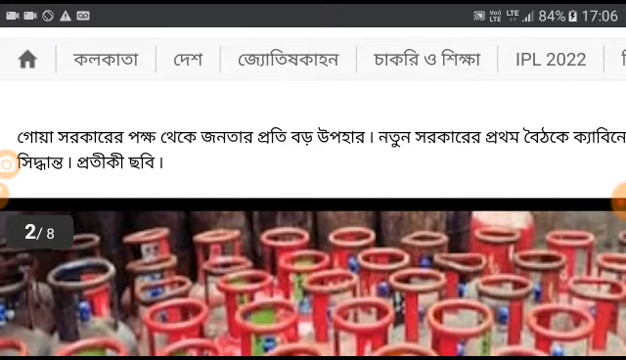 84% 17:06
কলকাতা দেশ জ্যোতিষকাহন চাকরি ও শিক্ষা IPL 2022
গোয়া সরকারের পক্ষ থেকে জনতার প্রতি বড় উপহার। নতুন সরকারের প্রথম বৈঠকে ক্যাবিনে
সিদ্ধান্ত। প্রতীকী ছবি।
2/ 8